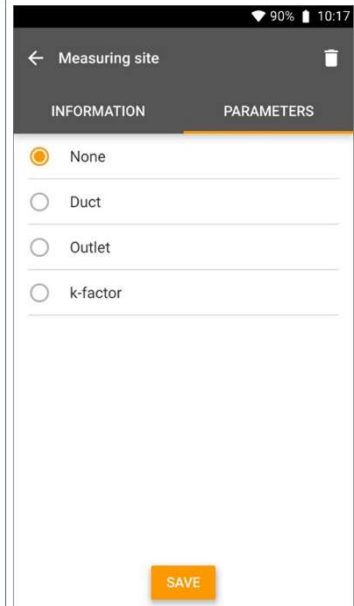 90% 10:17
Measuring site
INFORMATION PARAMETERS
None
Duct
Outlet
k-factor
SAVE